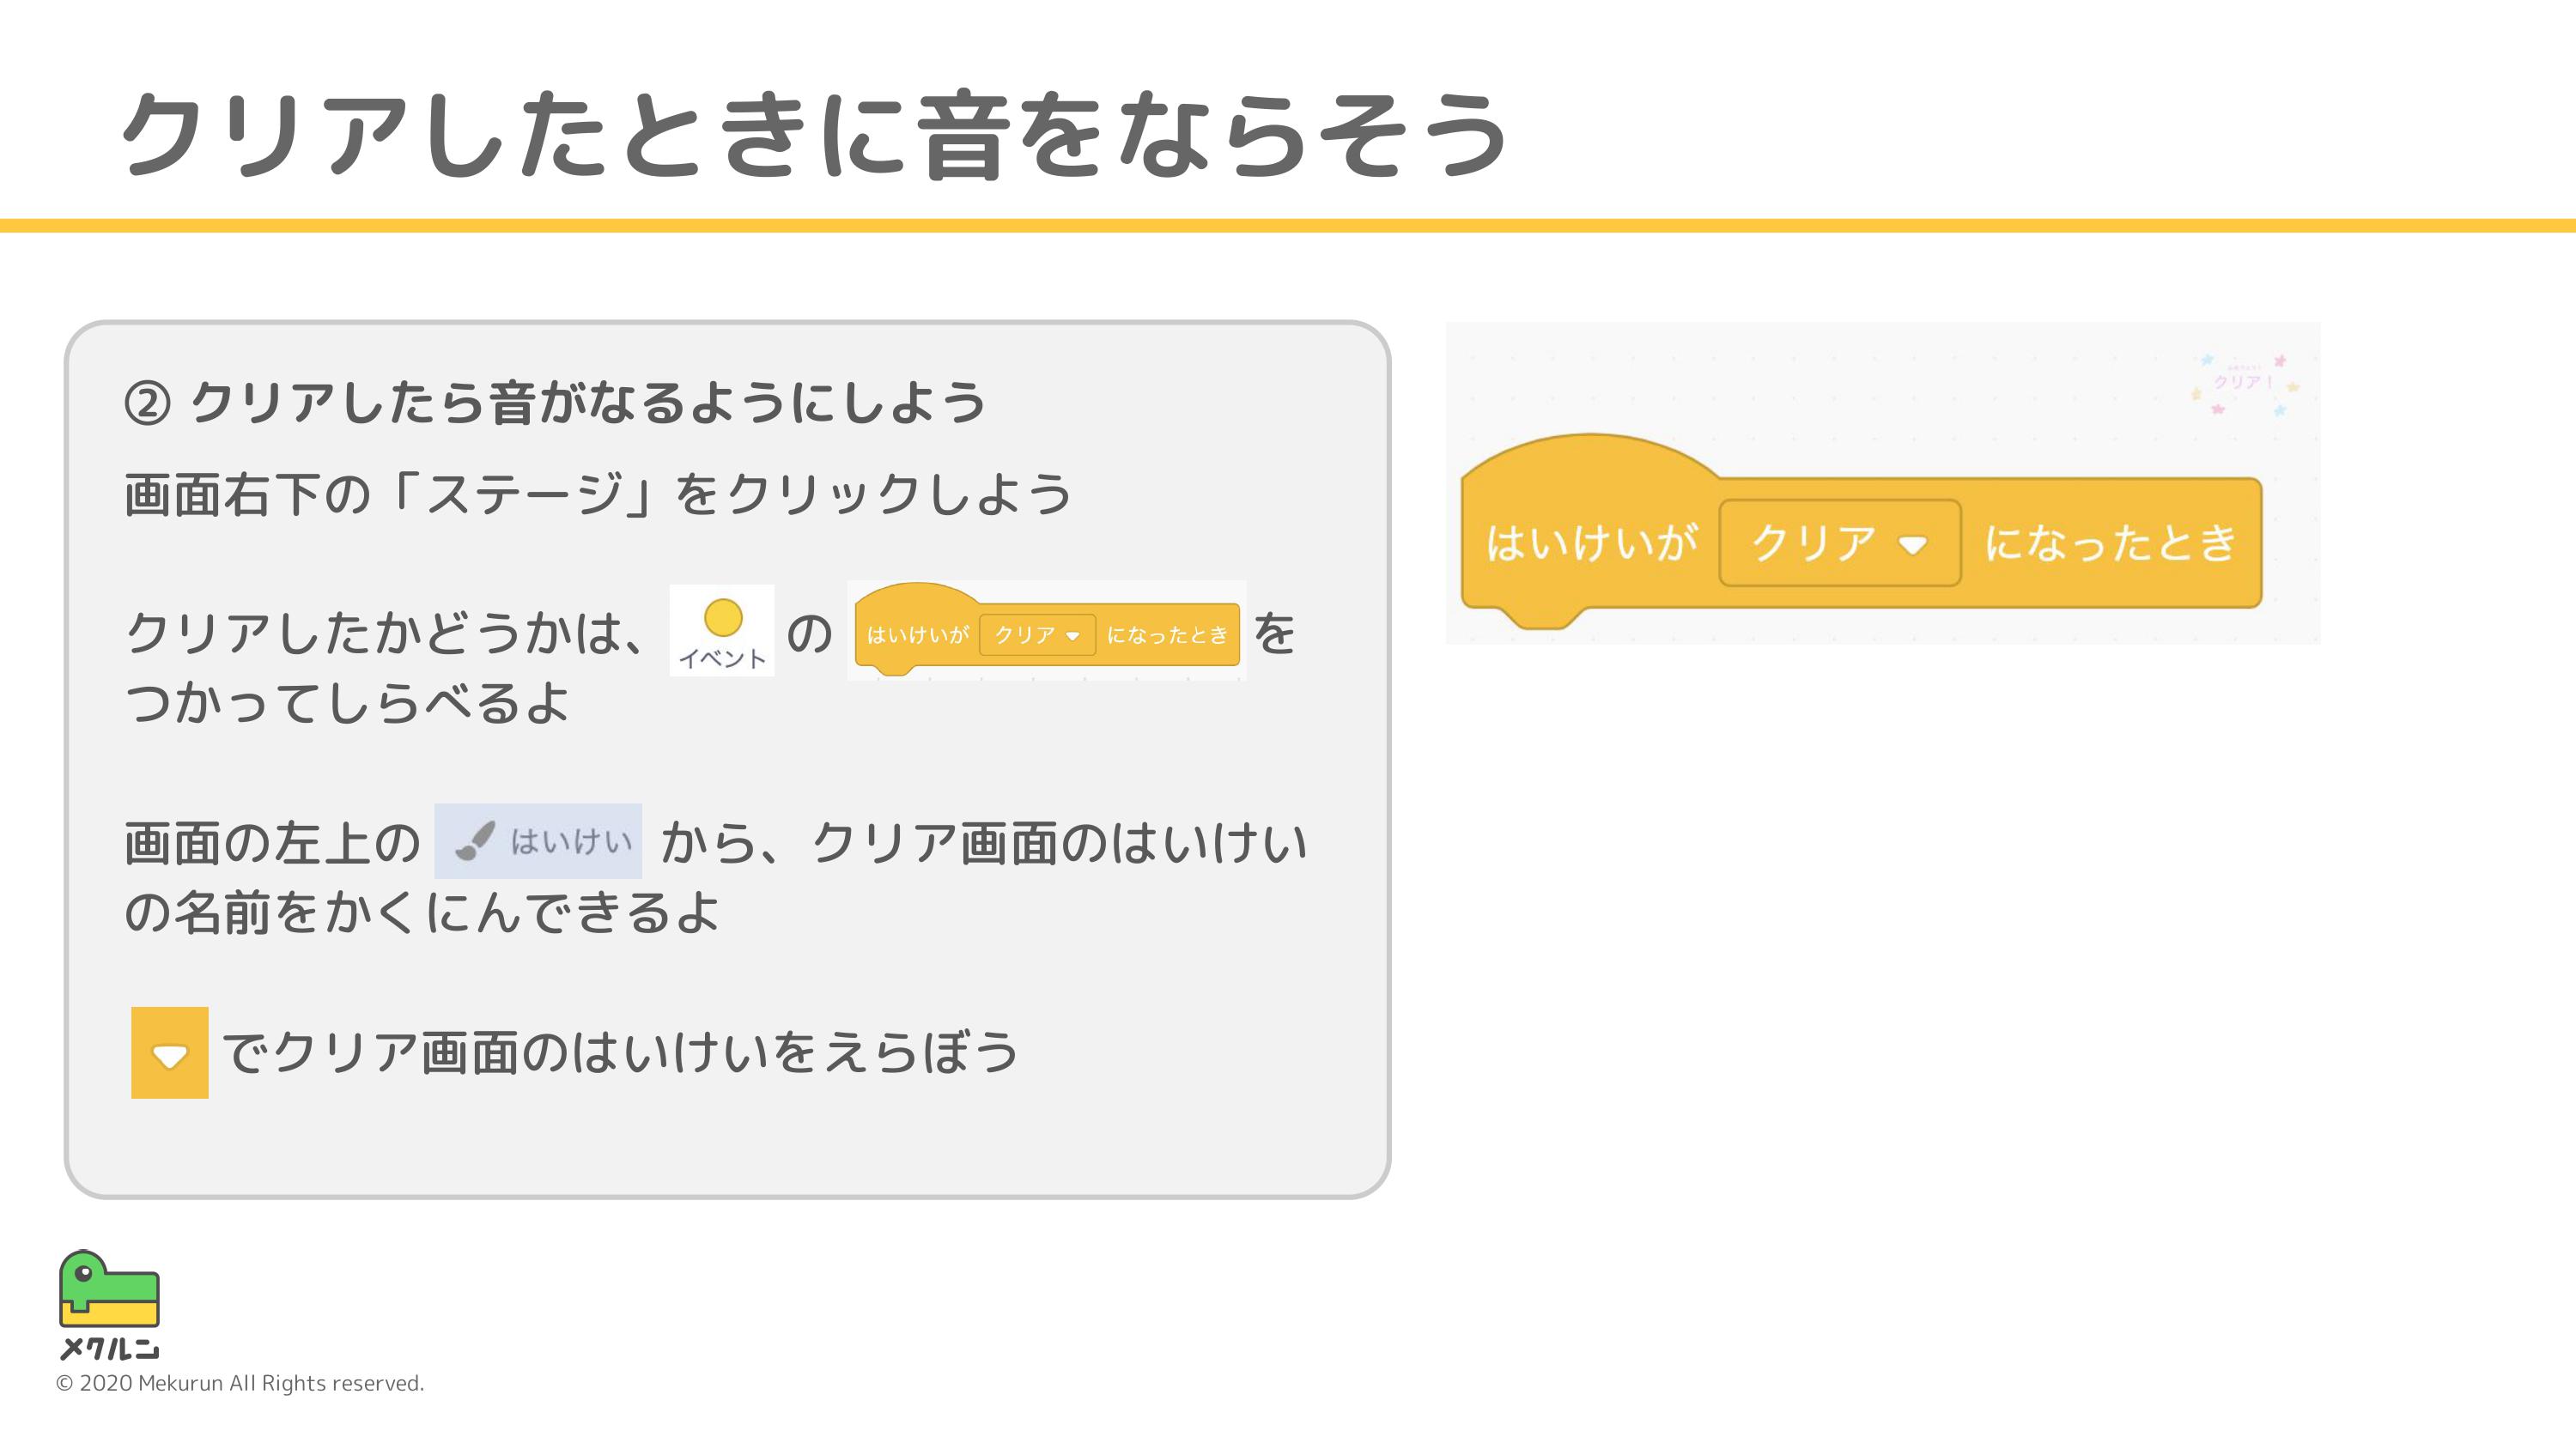 クリアしたときに音をならそう
② クリアしたら音がなるようにしよう
画面右下の「ステージ」をクリックしよう
クリアしたかどうかは、 イベント の はいけいが クリア になったとき を
つかってしらべるよ
画面の左上の はいけい から、クリア画面のはいけい
の名前をかくにんできるよ
でクリア画面のはいけいをえらぼう
クリア！
はいけいが クリア になったとき
メクルン
© 2020 Mekurun All Rights reserved.